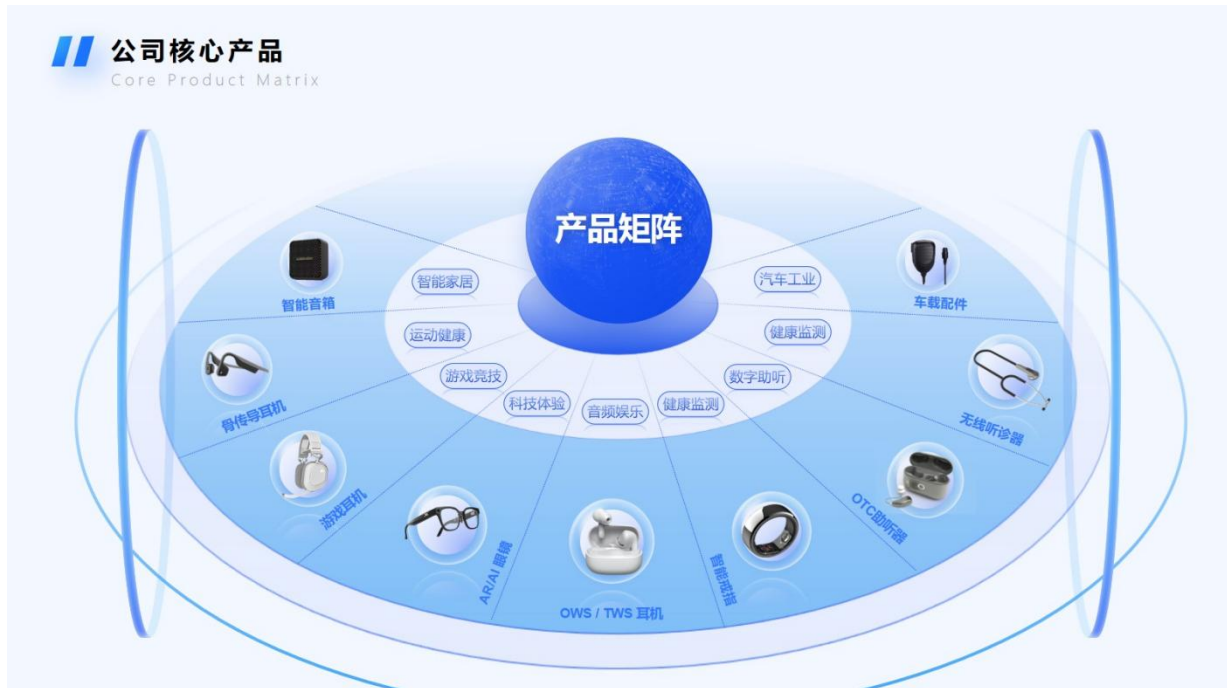 公司核心产品
Core Product Matrix
产品矩阵
智能家居
运动健康
游戏竞技
科技体验
音频娱乐
健康监测
数字助听
健康监测
汽车工业
智能音箱
骨传导耳机
游戏耳机
AR/AI 眼镜
OWS / TWS 耳机
智能戒指
OTC助听器
无线听诊器
车载配件